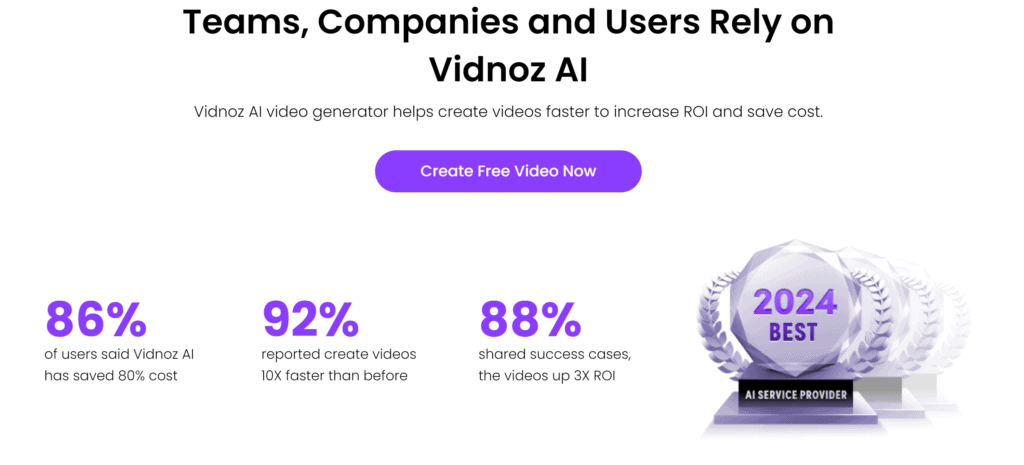 Teams, Companies and Users Rely on
Vidnoz AI
Vidnoz AI video generator helps create videos faster to increase ROI and save cost.
Create Free Video Now
86%
of users said Vidnoz AI
has saved 80% cost
92%
reported create videos
10X faster than before
88%
shared success cases,
the videos up 3X ROI
2024
BEST
AI SERVICE PROVIDER